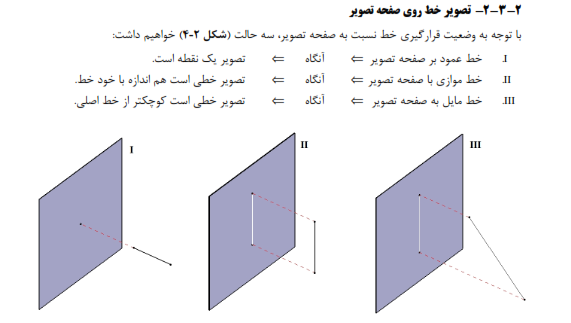 ۲-۳-۲- تصویر خط روی صفحه تصویر
با توجه به وضعیت قرارگیری خط نسبت به صفحه تصویر، سه حالت (شکل ۲-۴) خواهیم داشت:
I. خط عمود بر صفحه تصویر ⇐ آنگاه ⇐ تصویر یک نقطه است.
II. خط موازی با صفحه تصویر ⇐ آنگاه ⇐ تصویر خطی است هم اندازه با خود خط.
III. خط مایل به صفحه تصویر ⇐ آنگاه ⇐ تصویر خطی است کوچکتر از خط اصلی.
I
II
III